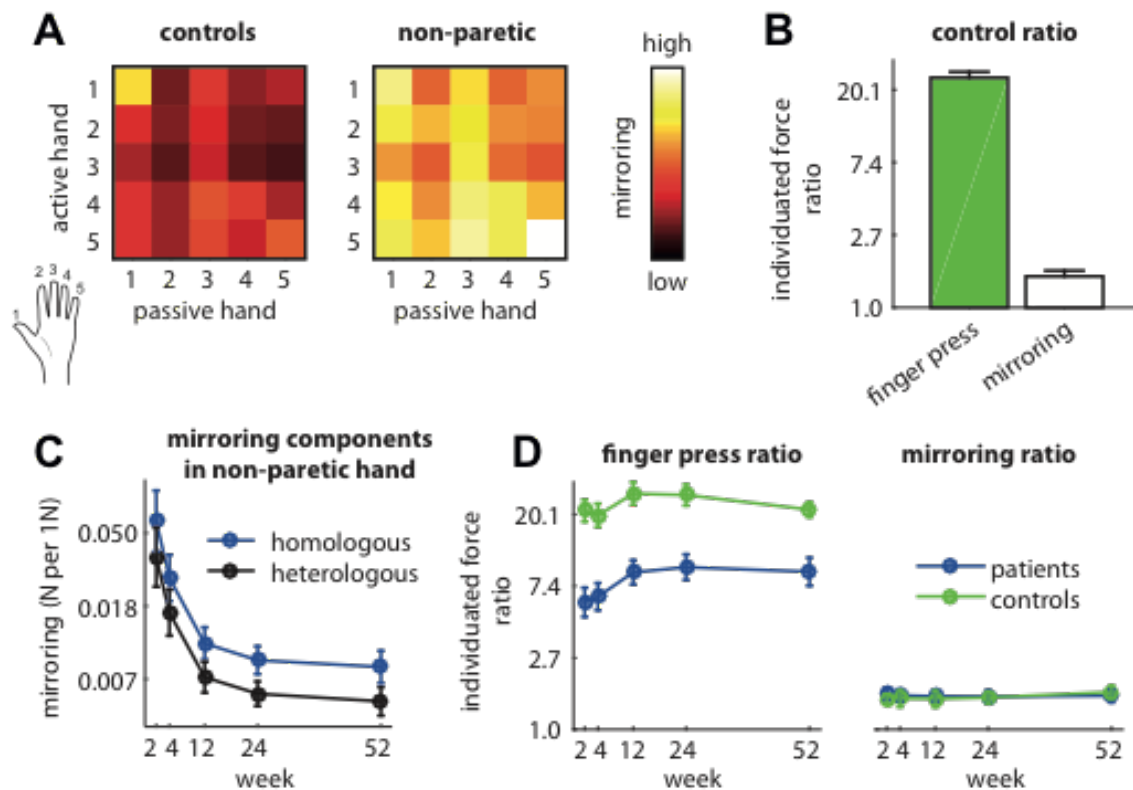 A
controls
non-paretic
active hand
1
2
3
4
5
1 2 3 4 5
passive hand
1 2 3 4 5
passive hand
high
mirroring
low
1 2 3 4 5
B
control ratio
individuated force
ratio
20.1
7.4
2.7
1.0
finger press
mirroring
C
mirroring components
in non-paretic hand
mirroring (N per 1N)
0.050
0.018
0.007
homologous
heterologous
2 4 12 24 52
week
D
finger press ratio
mirroring ratio
individuated force
ratio
20.1
7.4
2.7
1.0
patients
controls
2 4 12 24 52
week
2 4 12 24 52
week